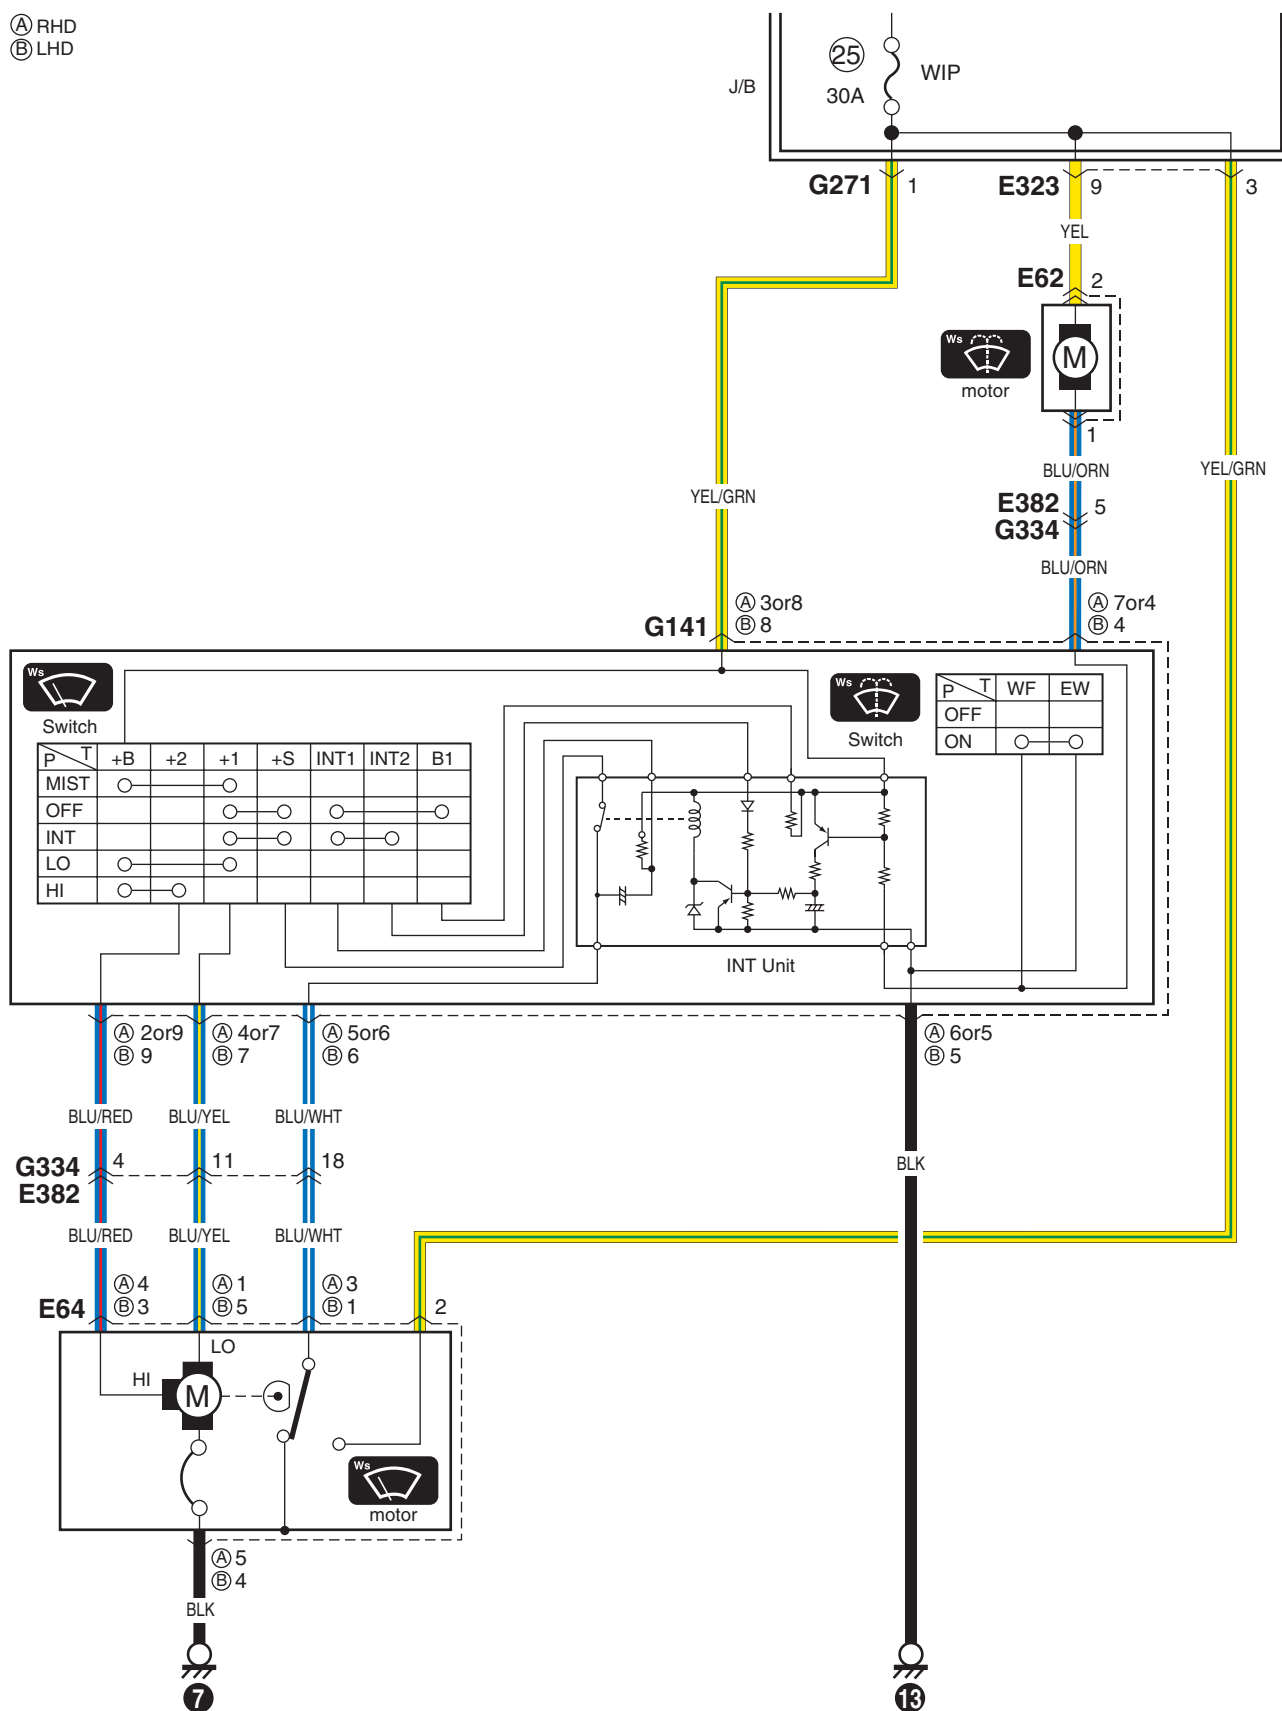 Ⓐ RHD
Ⓑ LHD
25
30A
WIP
J/B
G271 1
E323 9
3
YEL
E62 2
Ws
motor
M
1
BLU/ORN
YEL/GRN
YEL/GRN
E382 5
G334
BLU/ORN
Ⓐ 3or8
Ⓑ 8
G141
Ⓐ 7or4
Ⓑ 4
Ws
Switch
Ws
Switch
P T WF EW
OFF
ON
P T +B +2 +1 +S INT1 INT2 B1
MIST
OFF
INT
LO
HI
INT Unit
Ⓐ 2or9
Ⓑ 9
Ⓐ 4or7
Ⓑ 7
Ⓐ 5or6
Ⓑ 6
Ⓐ 6or5
Ⓑ 5
BLU/RED BLU/YEL BLU/WHT
G334 4 11 18
E382
BLK
BLU/RED BLU/YEL BLU/WHT
Ⓐ 4
Ⓑ 3
Ⓐ 1
Ⓑ 5
Ⓐ 3
Ⓑ 1
E64
2
LO
HI
M
Ws
motor
Ⓐ 5
Ⓑ 4
BLK
7
13